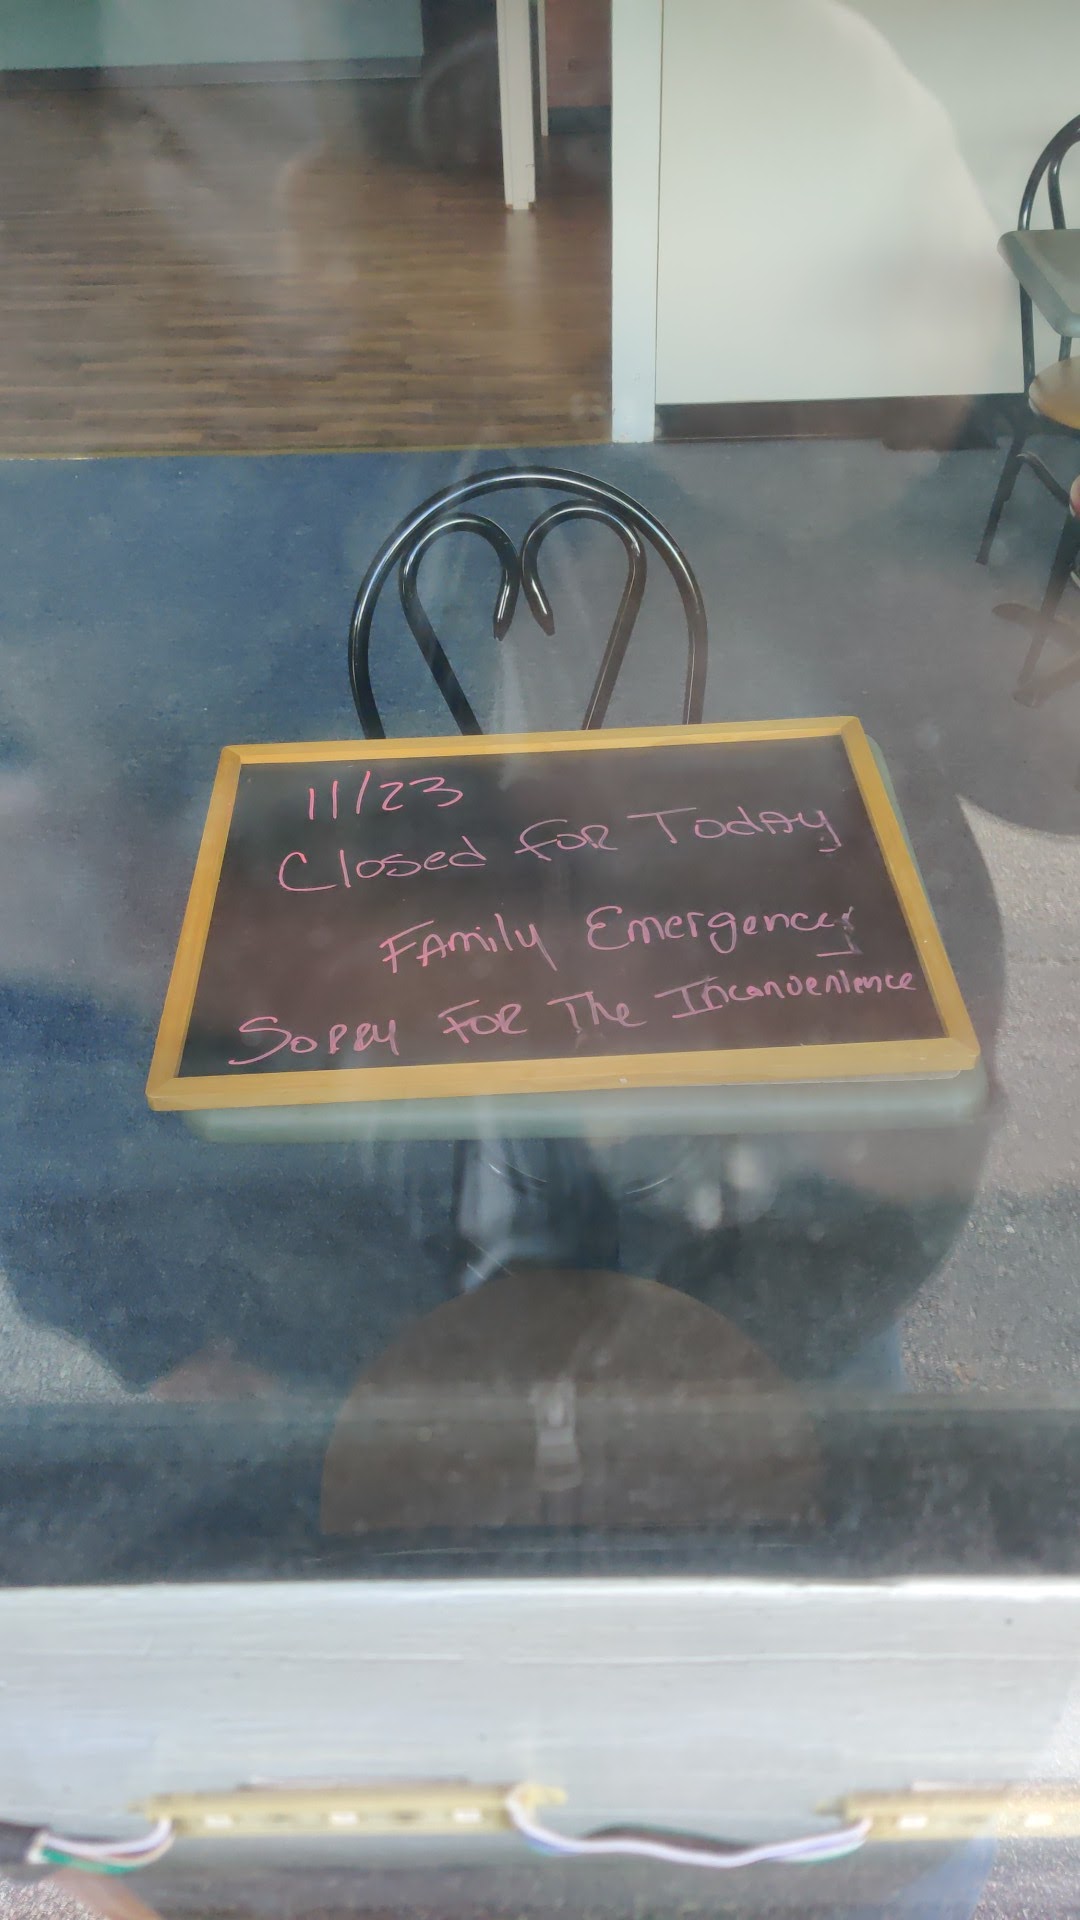 11/23
Closed for Today
Family Emergency
Sorry For The Inconvenience